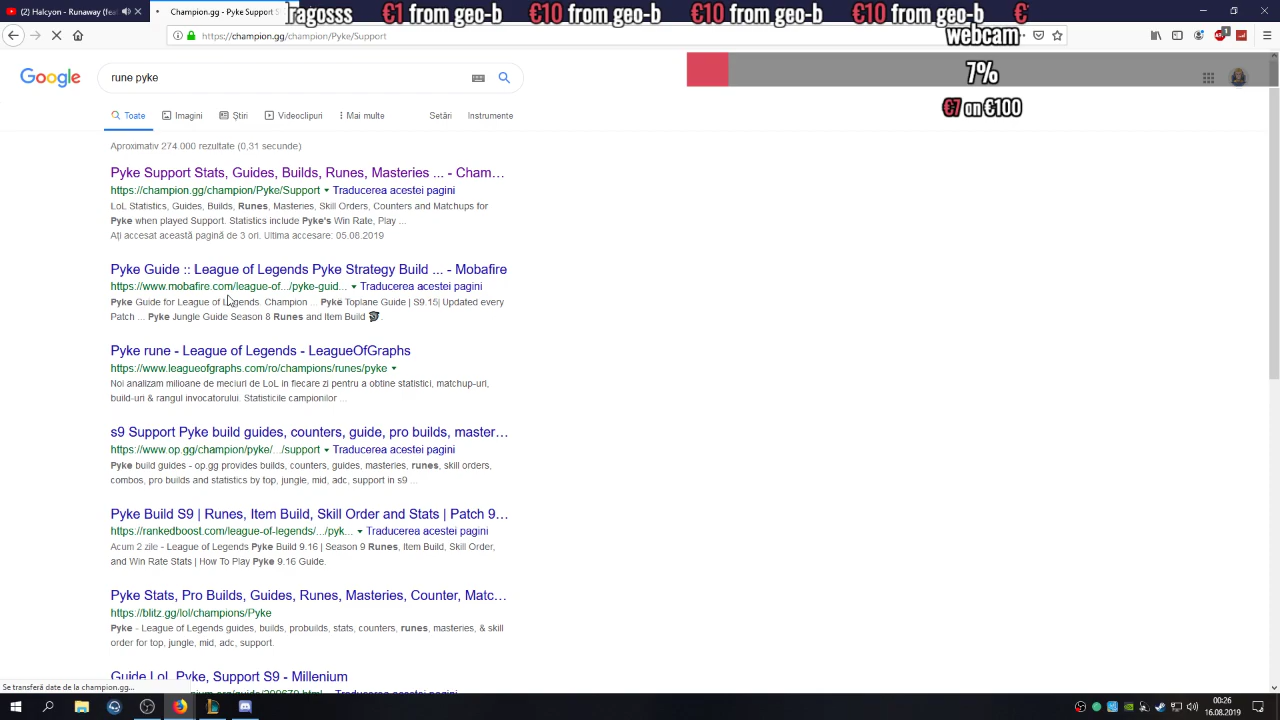 (2) Halcyon - Runaway (feat
Champion.gg - Pyke Support S
ragosss €1 from geo-b €10 from geo-b €10 from geo-b €10 from geo-b €
https://champion.gg/champion/Pyke/Support
webcam
7%
€7 on €100
Google
rune pyke
Toate Imagini Știri Videoclipuri Mai multe Setări Instrumente
Aproximativ 274.000 rezultate (0,31 secunde)
Pyke Support Stats, Guides, Builds, Runes, Masteries ... - Cham...
https://champion.gg/champion/Pyke/Support Traducerea acestei pagini
LoL Statistics, Guides, Builds, Runes, Masteries, Skill Orders, Counters and Matchups for
Pyke when played Support. Statistics include Pyke's Win Rate, Play ...
Ați accesat această pagină de 3 ori. Ultima accesare: 05.08.2019
Pyke Guide :: League of Legends Pyke Strategy Build ... - Mobafire
https://www.mobafire.com/league-of.../pyke-guid... Traducerea acestei pagini
Pyke Guide for League of Legends. Champion ... Pyke Toplane Guide | S9.15| Updated every
Patch ... Pyke Jungle Guide Season 8 Runes and Item Build .
Pyke rune - League of Legends - LeagueOfGraphs
https://www.leagueofgraphs.com/ro/champions/runes/pyke
Noi analizam milioane de meciuri de LoL in fiecare zi pentru a obtine statistici, matchup-uri,
build-uri & rangul invocatorului. Statisticile campionilor ...
s9 Support Pyke build guides, counters, guide, pro builds, master...
https://www.op.gg/champion/pyke/.../support Traducerea acestei pagini
Pyke build guides - op.gg provides builds, counters, guides, masteries, runes, skill orders,
combos, pro builds and statistics by top, jungle, mid, adc, support in s9 ...
Pyke Build S9 | Runes, Item Build, Skill Order and Stats | Patch 9...
https://rankedboost.com/league-of-legends/.../pyk... Traducerea acestei pagini
Acum 2 zile - League of Legends Pyke Build 9.16 | Season 9 Runes, Item Build, Skill Order,
and Win Rate Stats | How To Play Pyke 9.16 Guide.
Pyke Stats, Pro Builds, Guides, Runes, Masteries, Counter, Matc...
https://blitz.gg/lol/champions/Pyke
Pyke - League of Legends guides, builds, probuilds, stats, counters, runes, masteries, & skill
order for top, jungle, mid, adc, support.
Guide LoL Pyke, Support S9 - Millenium
Traducerea acestei pagini
Se transferă date de la champion.gg...
00:26
16.08.2019